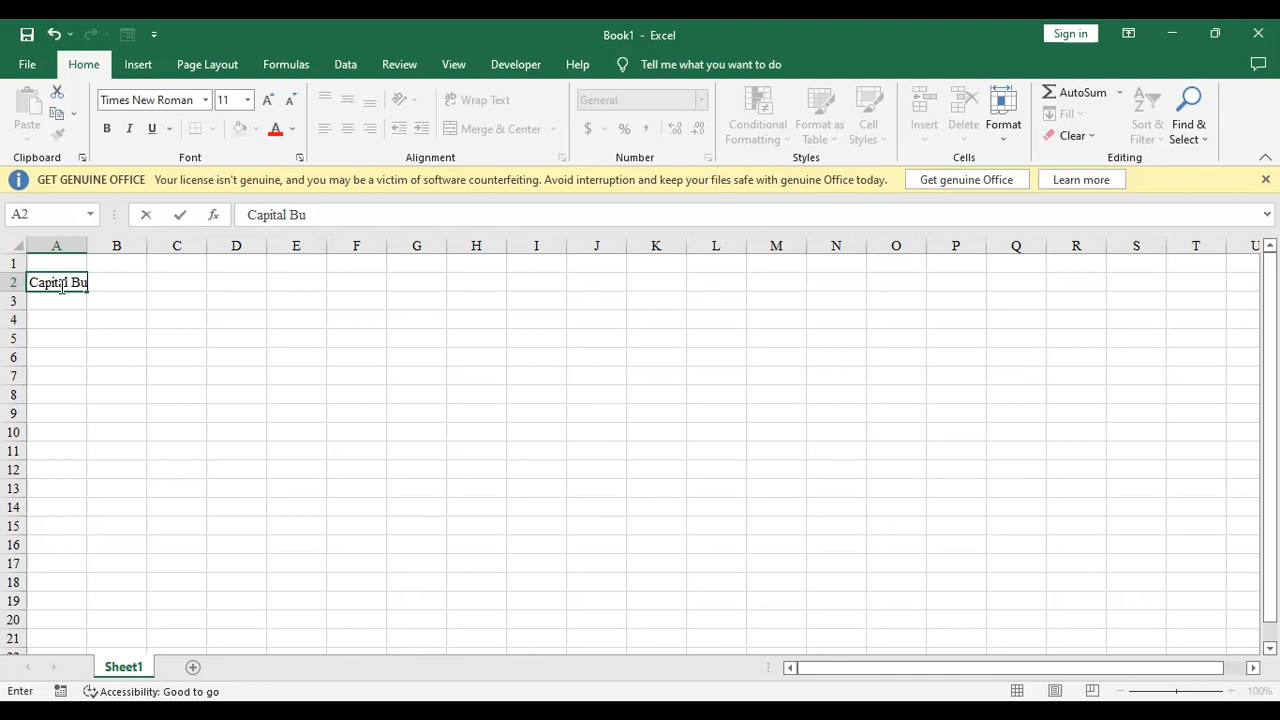 Book1 - Excel
Sign in
File Home Insert Page Layout Formulas Data Review View Developer Help Tell me what you want to do
Times New Roman 11 Wrap Text General AutoSum
Paste Conditional Formatting Format as Table Cell Styles Insert Delete Format Fill Sort & Filter Find & Select
B I U A Merge & Center $ % , Clear
Clipboard Font Alignment Number Styles Cells Editing
GET GENUINE OFFICE Your license isn't genuine, and you may be a victim of software counterfeiting. Avoid interruption and keep your files safe with genuine Office today. Get genuine Office Learn more
A2 fx Capital Bu
A B C D E F G H I J K L M N O P Q R S T U
1
2 Capital Bu
3
4
5
6
7
8
9
10
11
12
13
14
15
16
17
18
19
20
21
Sheet1
Enter Accessibility: Good to go 100%